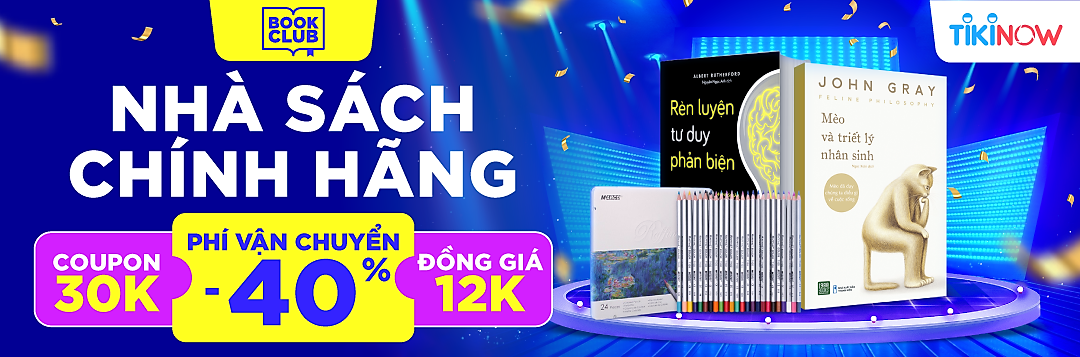 BOOK
CLUB
TIKINOW
NHÀ SÁCH
CHÍNH HÃNG
COUPON
30K
PHÍ VẬN CHUYỂN
-40%
ĐỒNG GIÁ
12K
ALBERT RUTHERFORD
Rèn luyện
tư duy
phản biện
JOHN GRAY
FELINE PHILOSOPHY
Mèo
và triết lý
nhân sinh
24